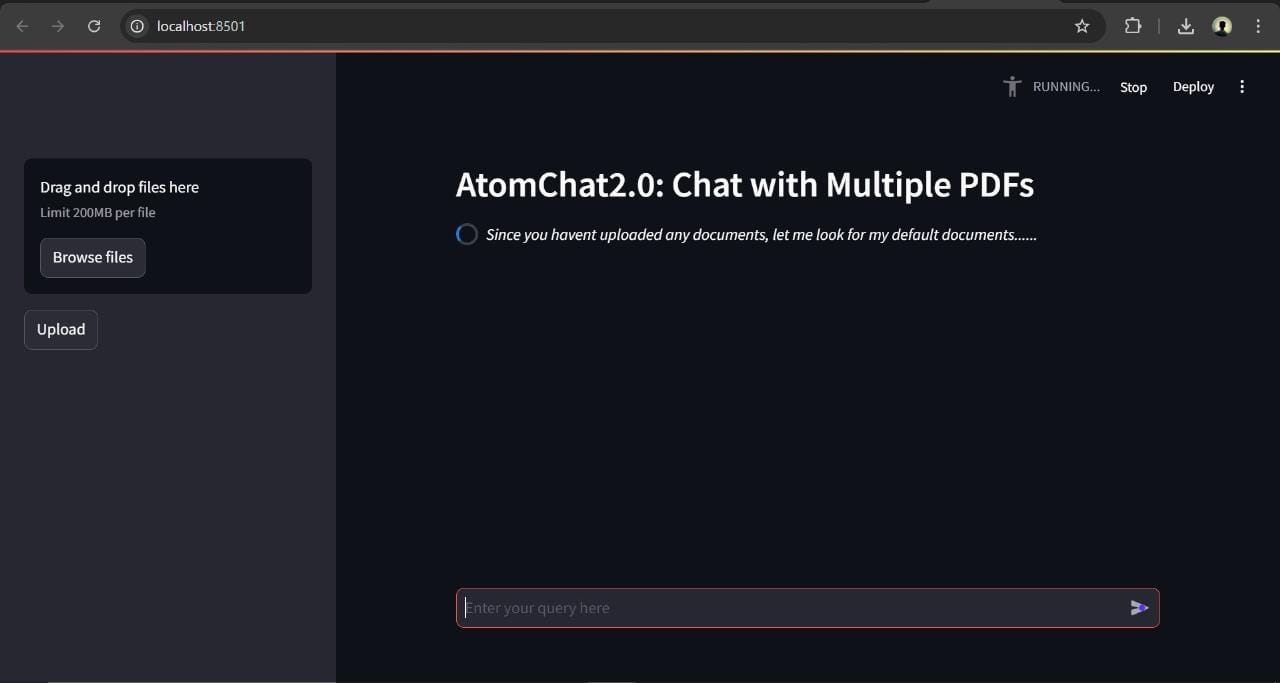 localhost:8501
RUNNING... Stop Deploy
Drag and drop files here
Limit 200MB per file
Browse files
Upload
AtomChat2.0: Chat with Multiple PDFs
Since you havent uploaded any documents, let me look for my default documents......
Enter your query here